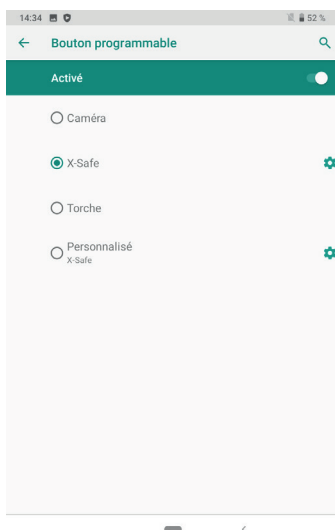 14:34 52 %
Bouton programmable
Activé
Caméra
X-Safe
Torche
Personnalisé
X-Safe